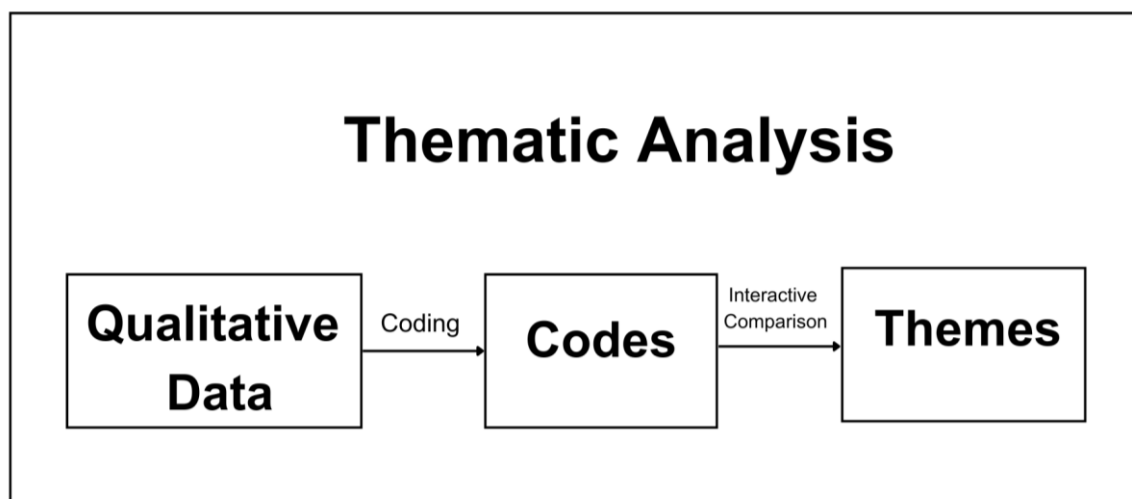 Thematic Analysis
Qualitative
Data
Coding
Codes
Interactive
Comparison
Themes